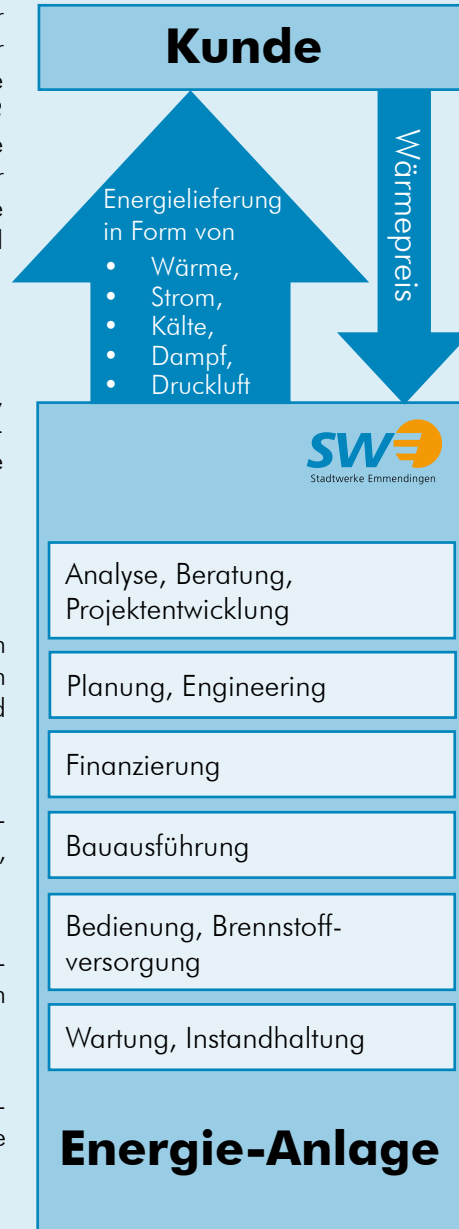 Kunde
Energielieferung
in Form von
• Wärme,
• Strom,
• Kälte,
• Dampf,
• Druckluft
Wärmepreis
SWE
Stadtwerke Emmendingen
Analyse, Beratung,
Projektentwicklung
Planung, Engineering
Finanzierung
Bauausführung
Bedienung, Brennstoff-
versorgung
Wartung, Instandhaltung
Energie-Anlage